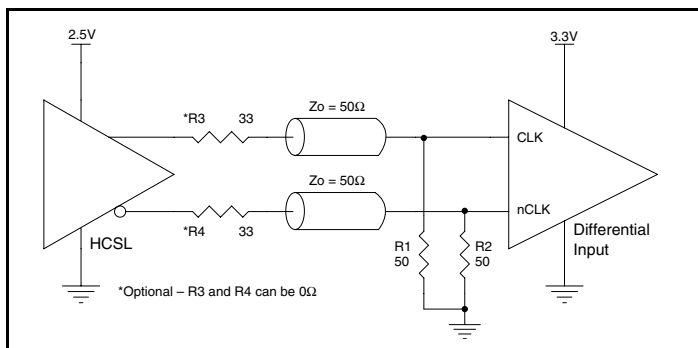 2.5V
3.3V
*R3 33
Zo = 50Ω
CLK
Zo = 50Ω
nCLK
*R4 33
HCSL
R1
50
R2
50
Differential
Input
*Optional – R3 and R4 can be 0Ω